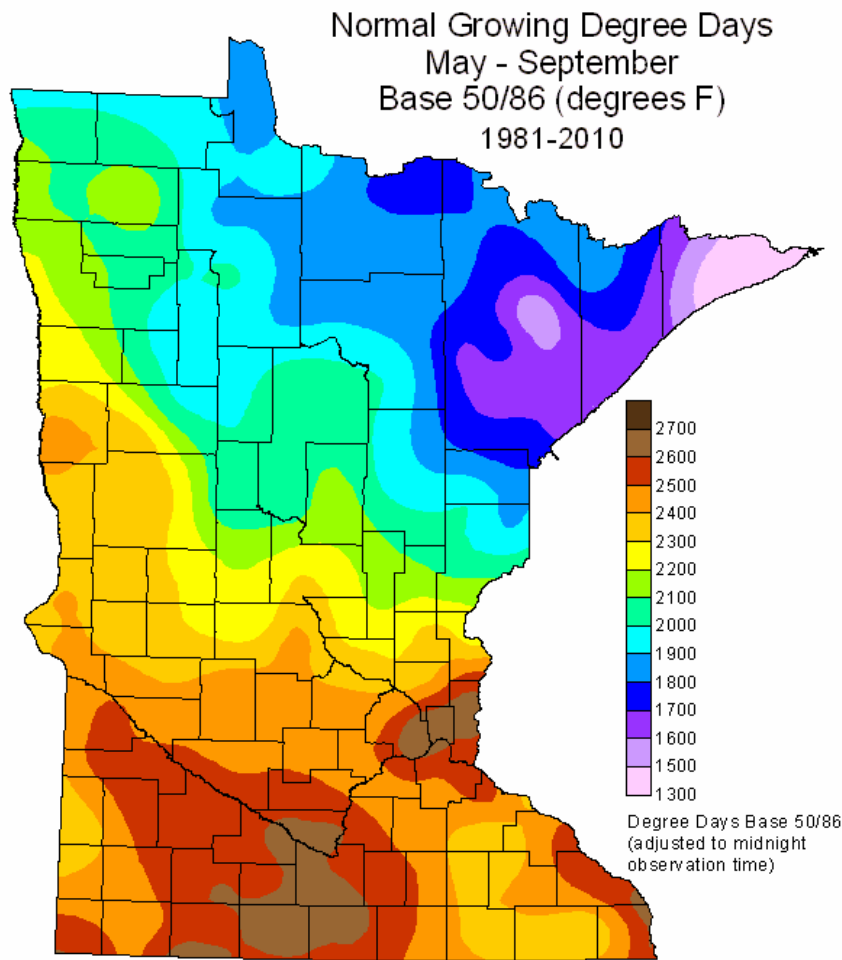 Normal Growing Degree Days
May - September
Base 50/86 (degrees F)
1981-2010
2700
2600
2500
2400
2300
2200
2100
2000
1900
1800
1700
1600
1500
1300
Degree Days Base 50/86
(adjusted to midnight
observation time)